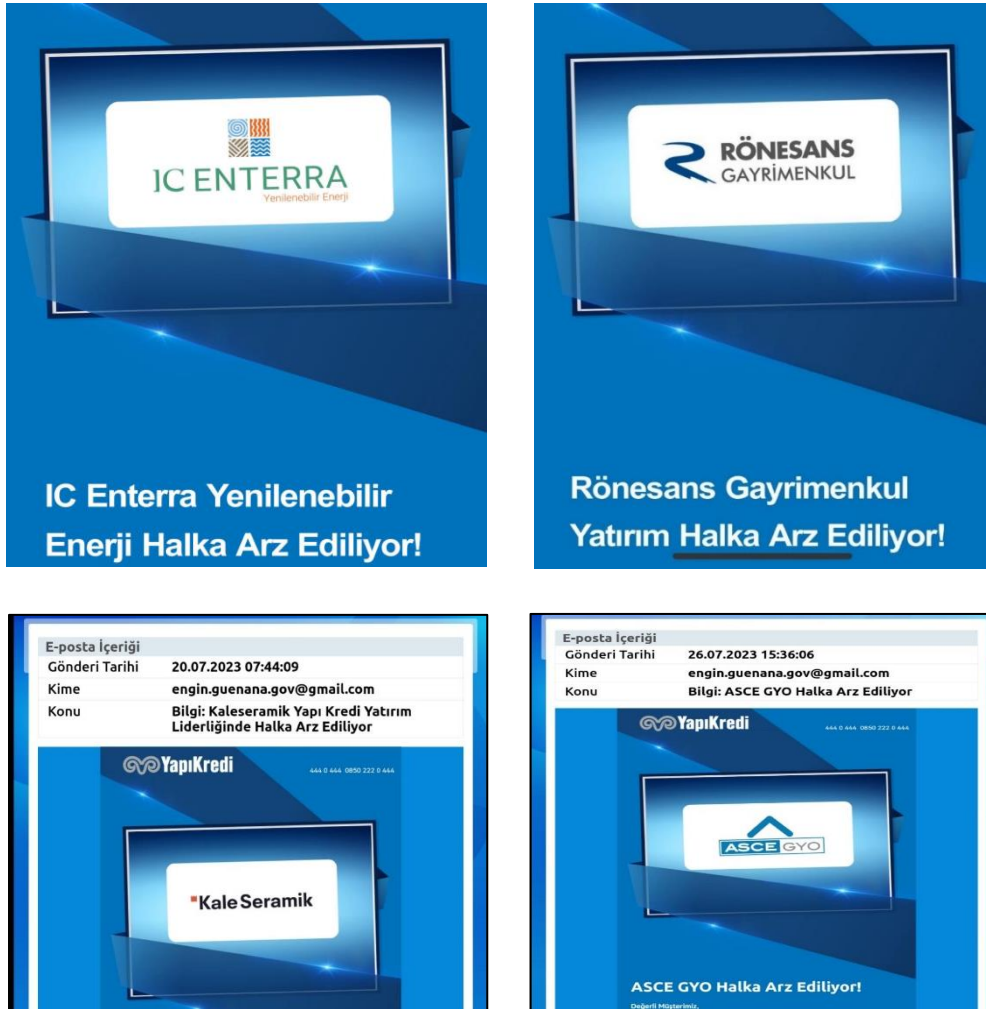 IC ENTERRA
Yenilenebilir Enerji
IC Enterra Yenilenebilir
Enerji Halka Arz Ediliyor!
RÖNESANS
GAYRİMENKUL
Rönesans Gayrimenkul
Yatırım Halka Arz Ediliyor!
E-posta İçeriği
Gönderi Tarihi 20.07.2023 07:44:09
Kime engin.guenana.gov@gmail.com
Konu Bilgi: Kaleseramik Yapı Kredi Yatırım
Liderliğinde Halka Arz Ediliyor
YapıKredi 444 0 444 0850 222 0 444
Kale Seramik
E-posta İçeriği
Gönderi Tarihi 26.07.2023 15:36:06
Kime engin.guenana.gov@gmail.com
Konu Bilgi: ASCE GYO Halka Arz Ediliyor
YapıKredi 444 0 444 0850 222 0 444
ASCE GYO
ASCE GYO Halka Arz Ediliyor!
Değerli Müşterimiz,